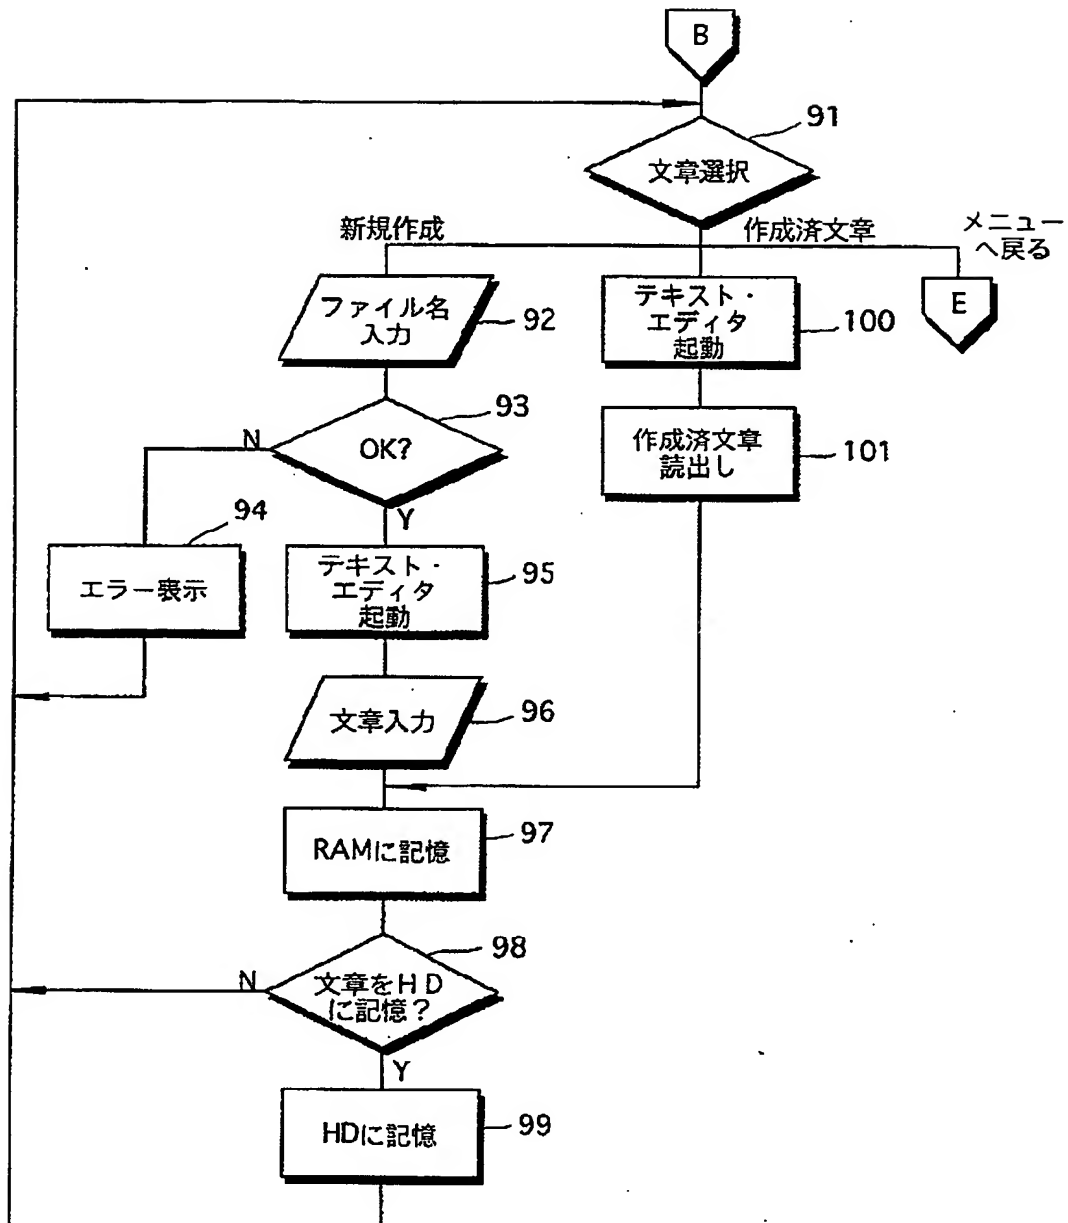 B
91
文章選択
新規作成
作成済文章
メニュー
へ戻る
ファイル名
入力
92
テキスト・
エディタ
起動
100
E
93
OK?
N
Y
作成済文章
読出し
101
94
エラー表示
テキスト・
エディタ
起動
95
文章入力
96
RAMに記憶
97
98
文章をHD
に記憶？
N
Y
HDに記憶
99